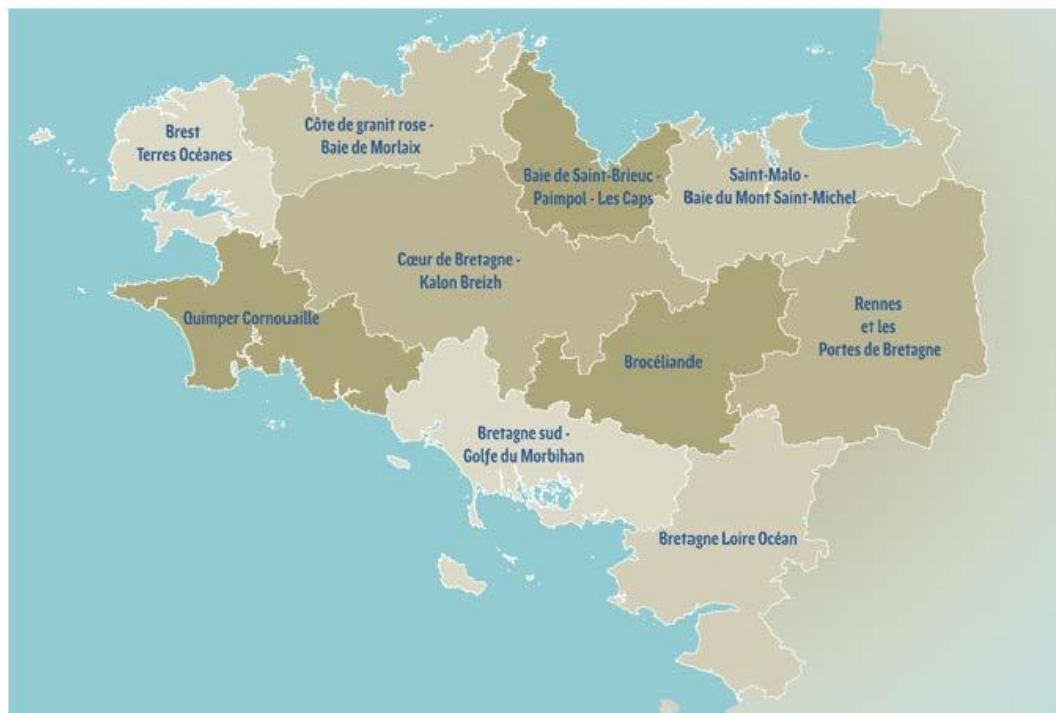 Brest
Terres Océanes
Côte de granit rose -
Baie de Morlaix
Baie de Saint-Brieuc -
Paimpol - Les Caps
Saint-Malo -
Baie du Mont Saint-Michel
Cœur de Bretagne -
Kalon Breizh
Quimper Cornouaille
Rennes
et les
Portes de Bretagne
Brocéliande
Bretagne sud -
Golfe du Morbihan
Bretagne Loire Océan